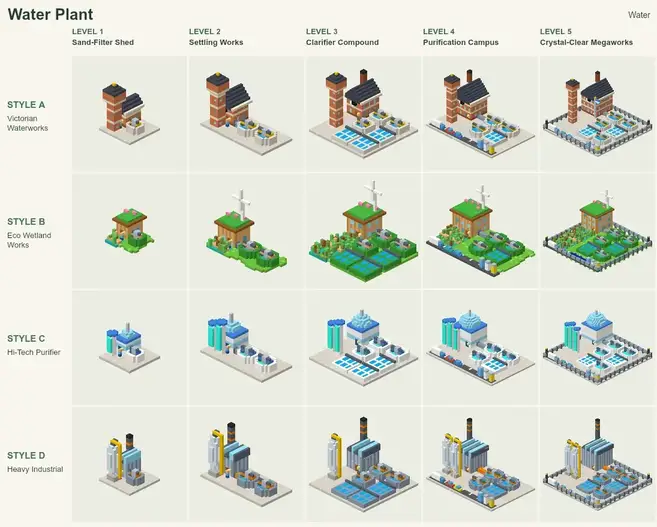 Water Plant
Water
LEVEL 1
Sand-Filter Shed
LEVEL 2
Settling Works
LEVEL 3
Clarifier Compound
LEVEL 4
Purification Campus
LEVEL 5
Crystal-Clear Megaworks
STYLE A
Victorian
Waterworks
STYLE B
Eco Wetland
Works
STYLE C
Hi-Tech Purifier
STYLE D
Heavy Industrial